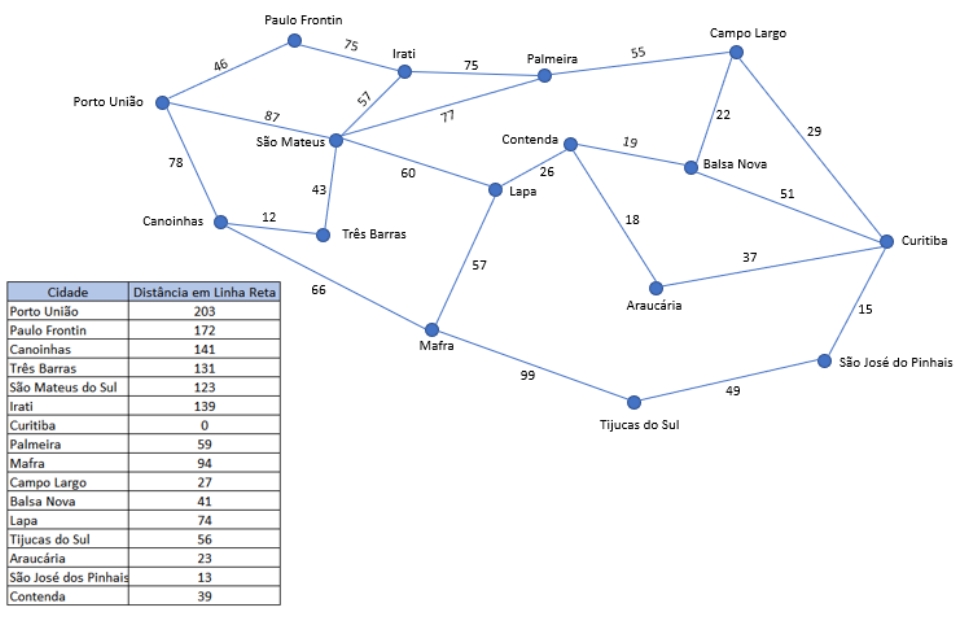 Paulo Frontin
Campo Largo
75
Irati
46
55
Palmeira
75
Porto União
57
87
77
22
29
São Mateus
Contenda
19
Balsa Nova
78
60
26
43
Lapa
51
Canoinhas
12
Três Barras
18
Curitiba
57
37
66
Araucária
15
Mafra
São José do Pinhais
99
49
Tijucas do Sul
Cidade Distância em Linha Reta
Porto União 203
Paulo Frontin 172
Canoinhas 141
Três Barras 131
São Mateus do Sul 123
Irati 139
Curitiba 0
Palmeira 59
Mafra 94
Campo Largo 27
Balsa Nova 41
Lapa 74
Tijucas do Sul 56
Araucária 23
São José dos Pinhais 13
Contenda 39